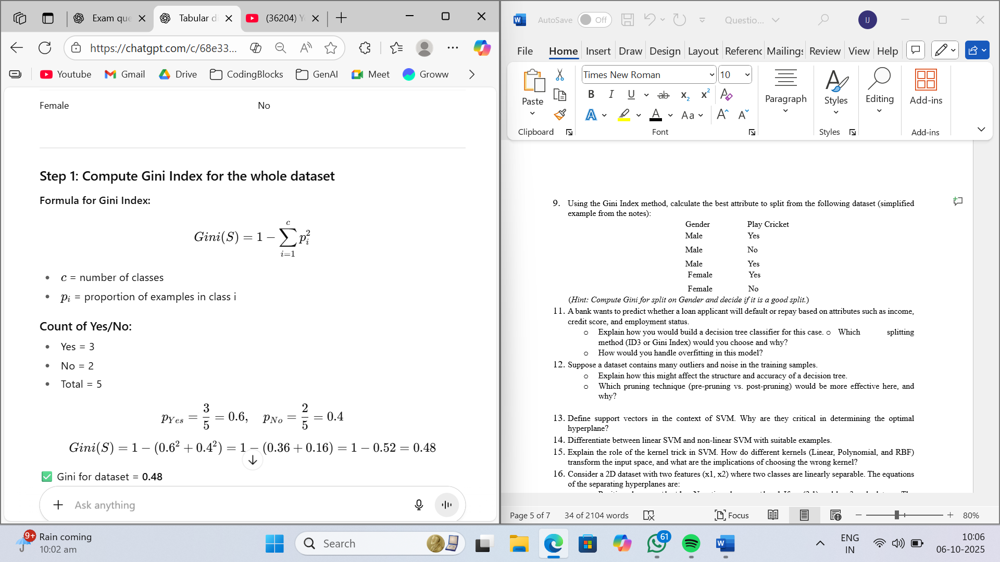 Exam que
Tabular di
(36204) Y
https://chatgpt.com/c/68e33...
Youtube
Gmail
Drive
CodingBlocks
GenAI
Meet
Groww
Female No
Step 1: Compute Gini Index for the whole dataset
Formula for Gini Index:
Gini(S) = 1 − ∑_{i=1}^{c} p_i^2
• c = number of classes
• p_i = proportion of examples in class i
Count of Yes/No:
• Yes = 3
• No = 2
• Total = 5
p_{Yes} = 3/5 = 0.6, p_{No} = 2/5 = 0.4
Gini(S) = 1 − (0.6² + 0.4²) = 1 − (0.36 + 0.16) = 1 − 0.52 = 0.48
✅ Gini for dataset = 0.48
Ask anything
AutoSave Off
Questio...
IJ
File Home Insert Draw Design Layout Referenc Mailings Review View Help
Times New Roman 10
Paste
Clipboard
Font
Paragraph
Styles
Styles
Editing
Add-ins
Add-ins
9. Using the Gini Index method, calculate the best attribute to split from the following dataset (simplified
example from the notes):
Gender Play Cricket
Male Yes
Male No
Male Yes
Female Yes
Female No
(Hint: Compute Gini for split on Gender and decide if it is a good split.)
11. A bank wants to predict whether a loan applicant will default or repay based on attributes such as income,
credit score, and employment status.
o Explain how you would build a decision tree classifier for this case. o Which splitting
method (ID3 or Gini Index) would you choose and why?
o How would you handle overfitting in this model?
12. Suppose a dataset contains many outliers and noise in the training samples.
o Explain how this might affect the structure and accuracy of a decision tree.
o Which pruning technique (pre-pruning vs. post-pruning) would be more effective here, and
why?
13. Define support vectors in the context of SVM. Why are they critical in determining the optimal
hyperplane?
14. Differentiate between linear SVM and non-linear SVM with suitable examples.
15. Explain the role of the kernel trick in SVM. How do different kernels (Linear, Polynomial, and RBF)
transform the input space, and what are the implications of choosing the wrong kernel?
16. Consider a 2D dataset with two features (x1, x2) where two classes are linearly separable. The equations
of the separating hyperplanes are:
Page 5 of 7 34 of 2104 words Focus 80%
9+
Rain coming
10:02 am
Search
61
ENG
IN
10:06
06-10-2025